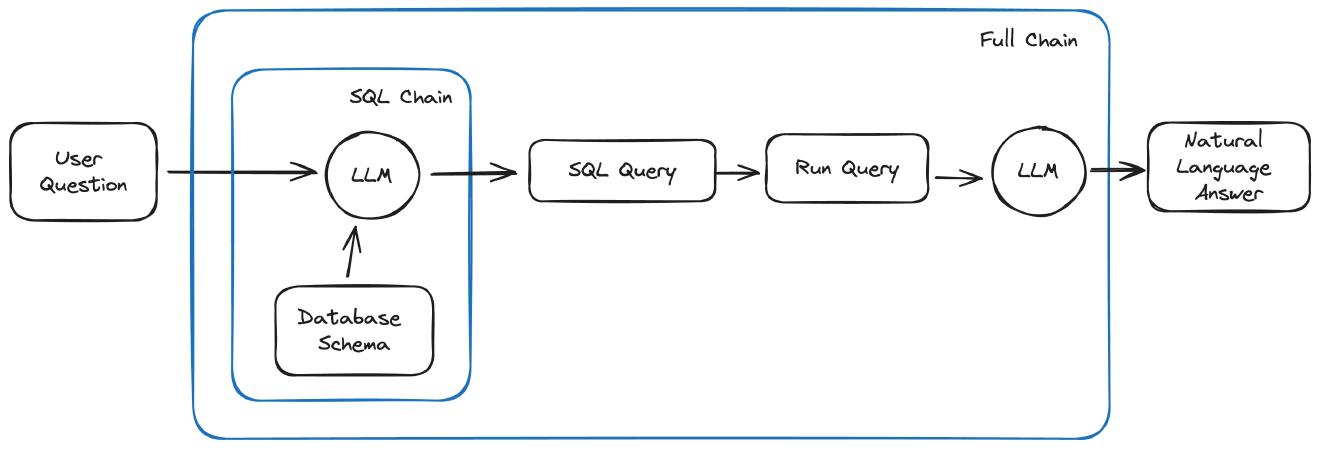 Full Chain
SQL Chain
User
Question
LLM
Database
Schema
SQL Query
Run Query
LLM
Natural
Language
Answer